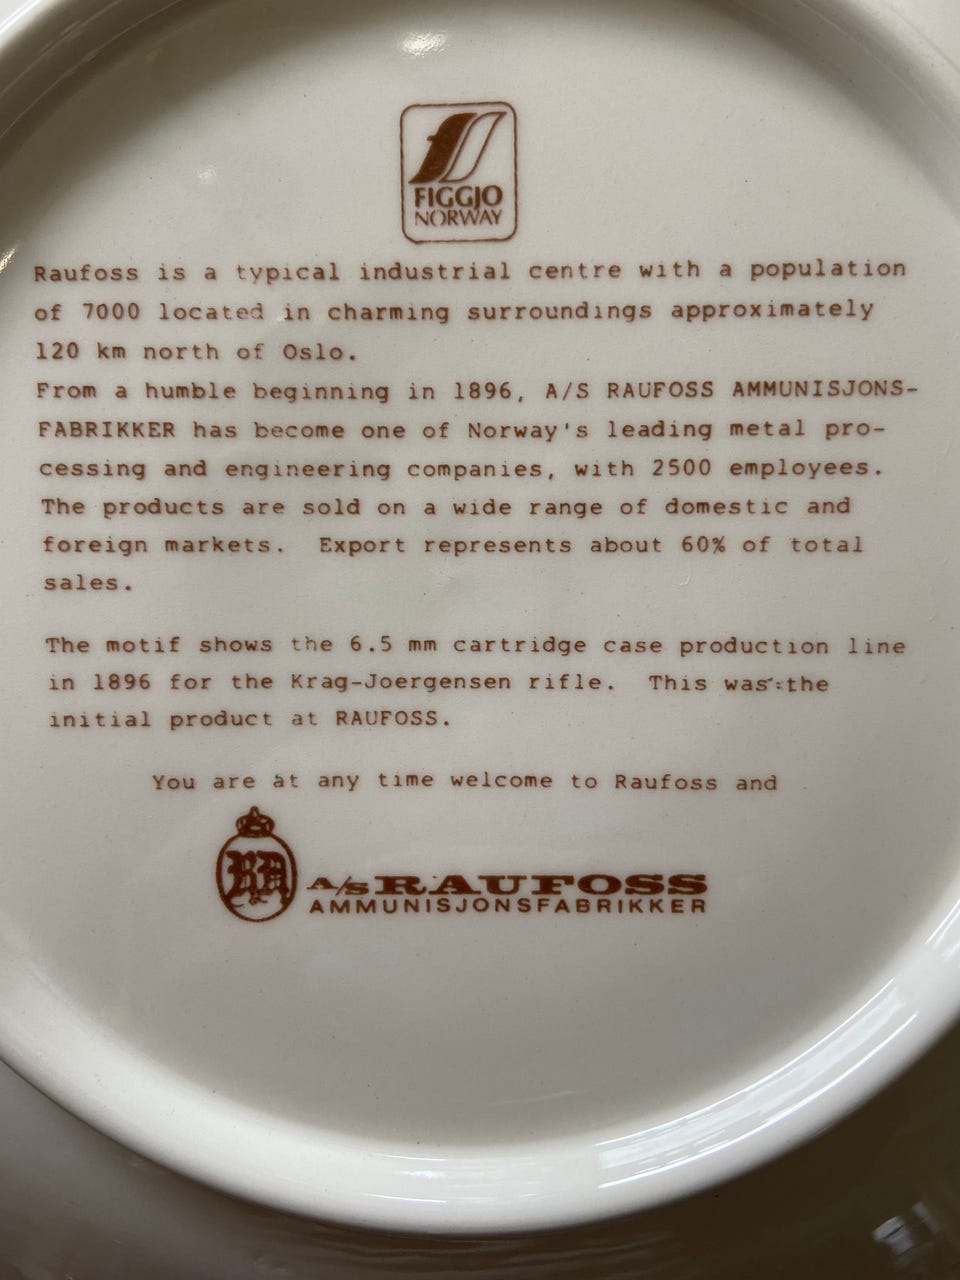 FIGGJO
NORWAY
Raufoss is a typical industrial centre with a population
of 7000 located in charming surroundings approximately
120 km north of Oslo.
From a humble beginning in 1896, A/S RAUFOSS AMMUNISJONS-
FABRIKKER has become one of Norway's leading metal pro-
cessing and engineering companies, with 2500 employees.
The products are sold on a wide range of domestic and
foreign markets. Export represents about 60% of total
sales.
The motif shows the 6.5 mm cartridge case production line
in 1896 for the Krag-Joergensen rifle. This was the
initial product at RAUFOSS.
You are at any time welcome to Raufoss and
RA
A/S RAUFOSS
AMMUNISJONSFABRIKKER